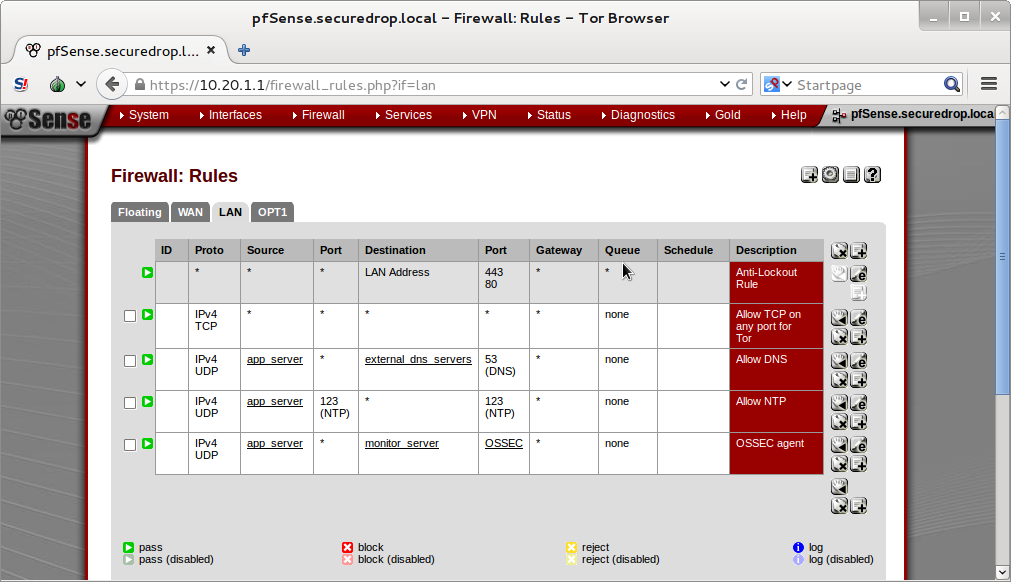 pfSense.securedrop.local – Firewall: Rules – Tor Browser
pfSense.securedrop.l...
https://10.20.1.1/firewall_rules.php?if=lan
Startpage
Sense
System Interfaces Firewall Services VPN Status Diagnostics Gold Help pfSense.securedrop.loca
Firewall: Rules
Floating WAN LAN OPT1
ID Proto Source Port Destination Port Gateway Queue Schedule Description
* * * LAN Address 443 * * Anti-Lockout
80 Rule
IPv4 * * * * * none Allow TCP on
TCP any port for
Tor
IPv4 app_server * external_dns_servers 53 * none Allow DNS
UDP (DNS)
IPv4 app_server 123 * 123 * none Allow NTP
UDP (NTP) (NTP)
IPv4 app_server * monitor_server OSSEC * none OSSEC agent
UDP
pass block reject log
pass (disabled) block (disabled) reject (disabled) log (disabled)